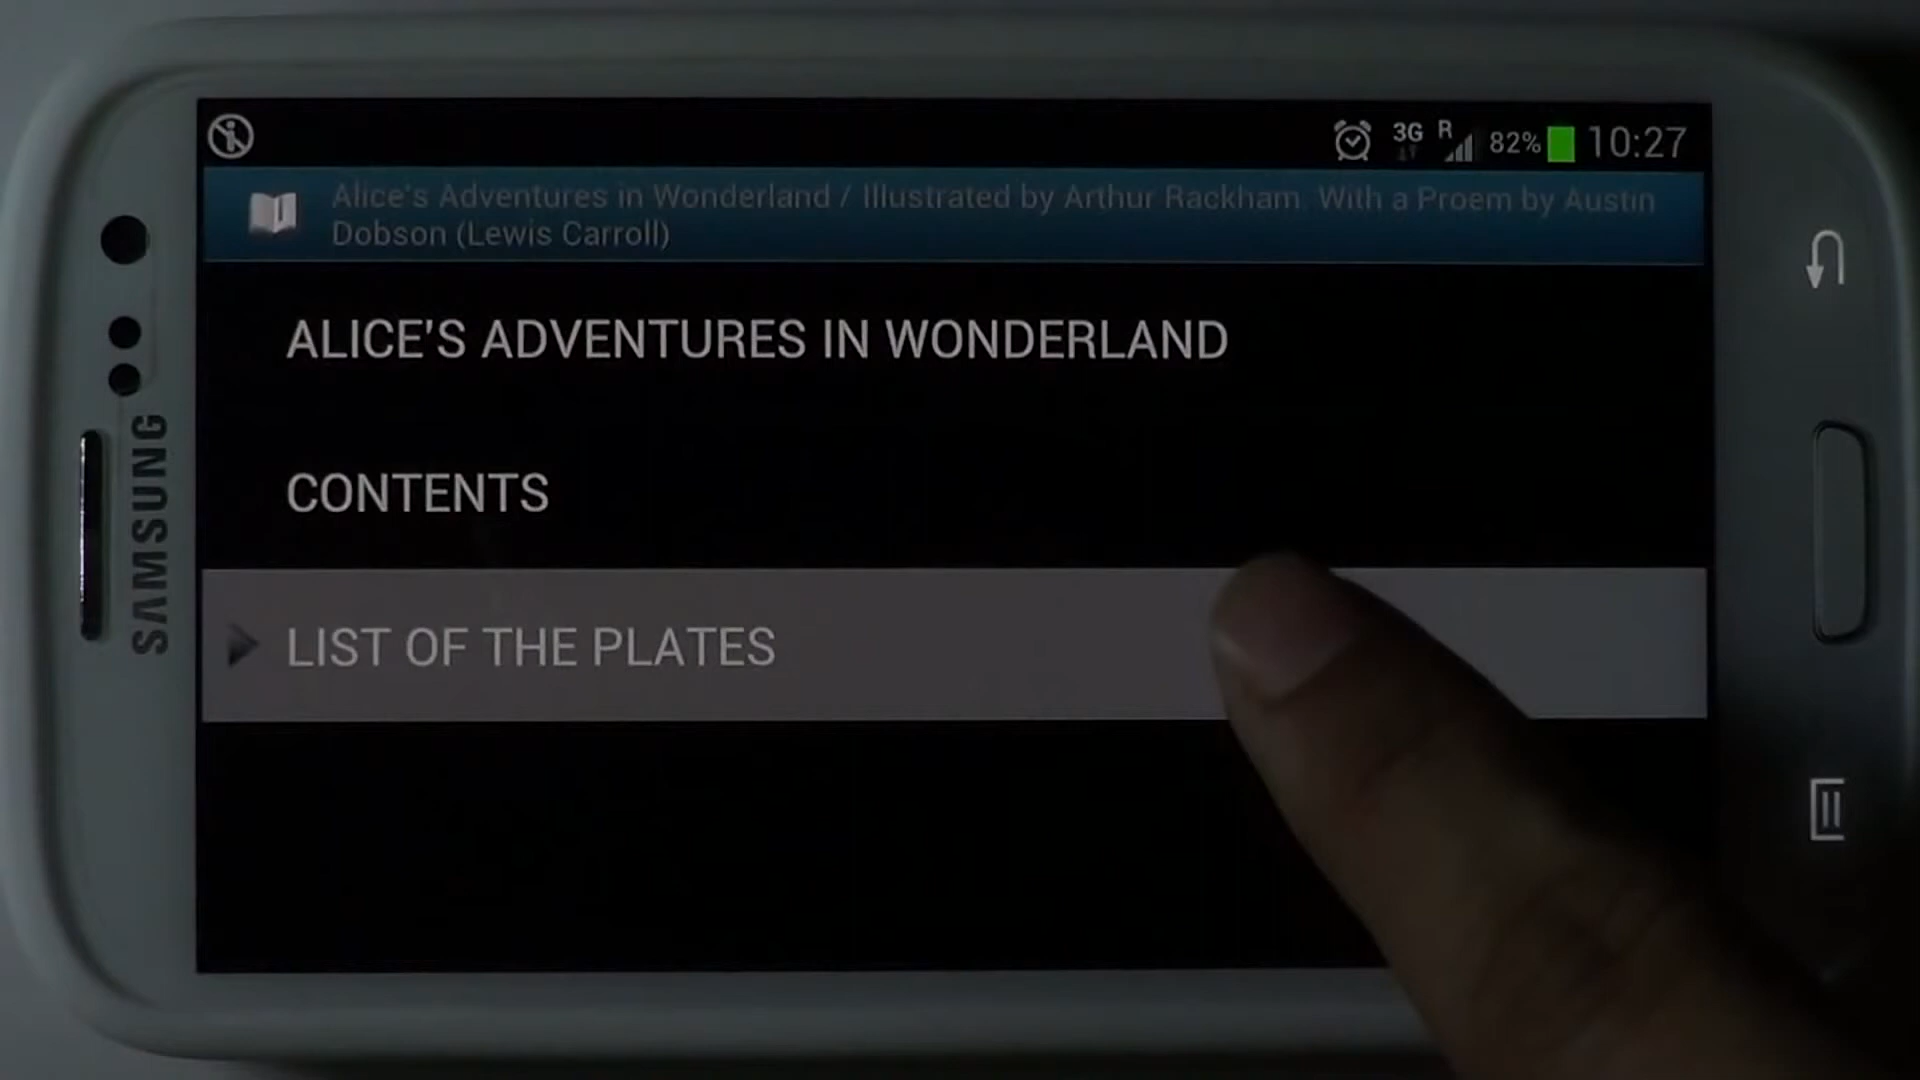 3G R 82% 10:27
Alice's Adventures in Wonderland / Illustrated by Arthur Rackham. With a Proem by Austin
Dobson (Lewis Carroll)
ALICE'S ADVENTURES IN WONDERLAND
CONTENTS
LIST OF THE PLATES
SAMSUNG